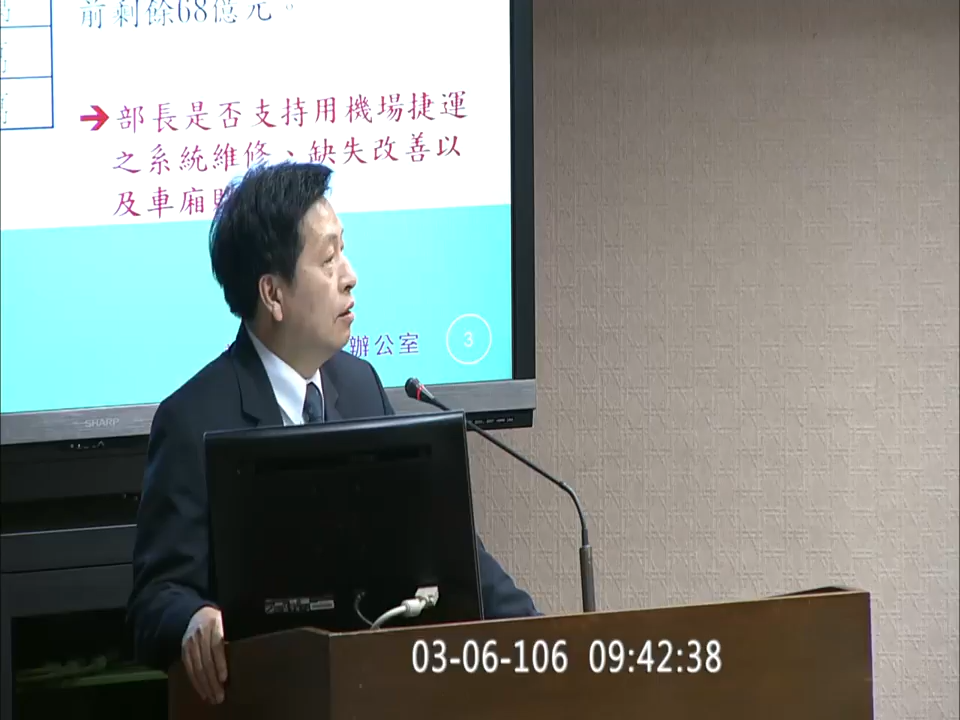 前剩餘68億元。
➔部長是否支持用機場捷運
之系統維修、缺失改善以
及車廂
辦公室
3
SHARP
03-06-106 09:42:38